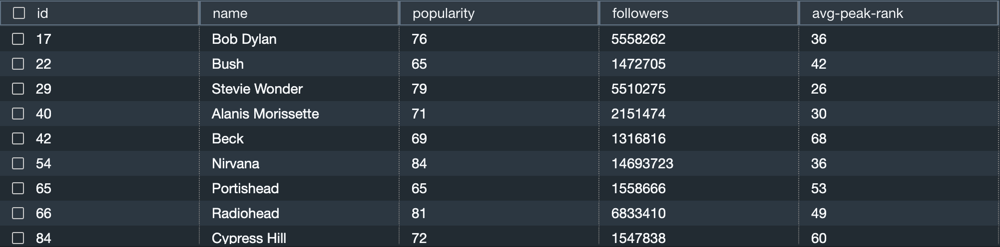 id name popularity followers avg-peak-rank
17 Bob Dylan 76 5558262 36
22 Bush 65 1472705 42
29 Stevie Wonder 79 5510275 26
40 Alanis Morissette 71 2151474 30
42 Beck 69 1316816 68
54 Nirvana 84 14693723 36
65 Portishead 65 1558666 53
66 Radiohead 81 6833410 49
84 Cypress Hill 72 1547838 60